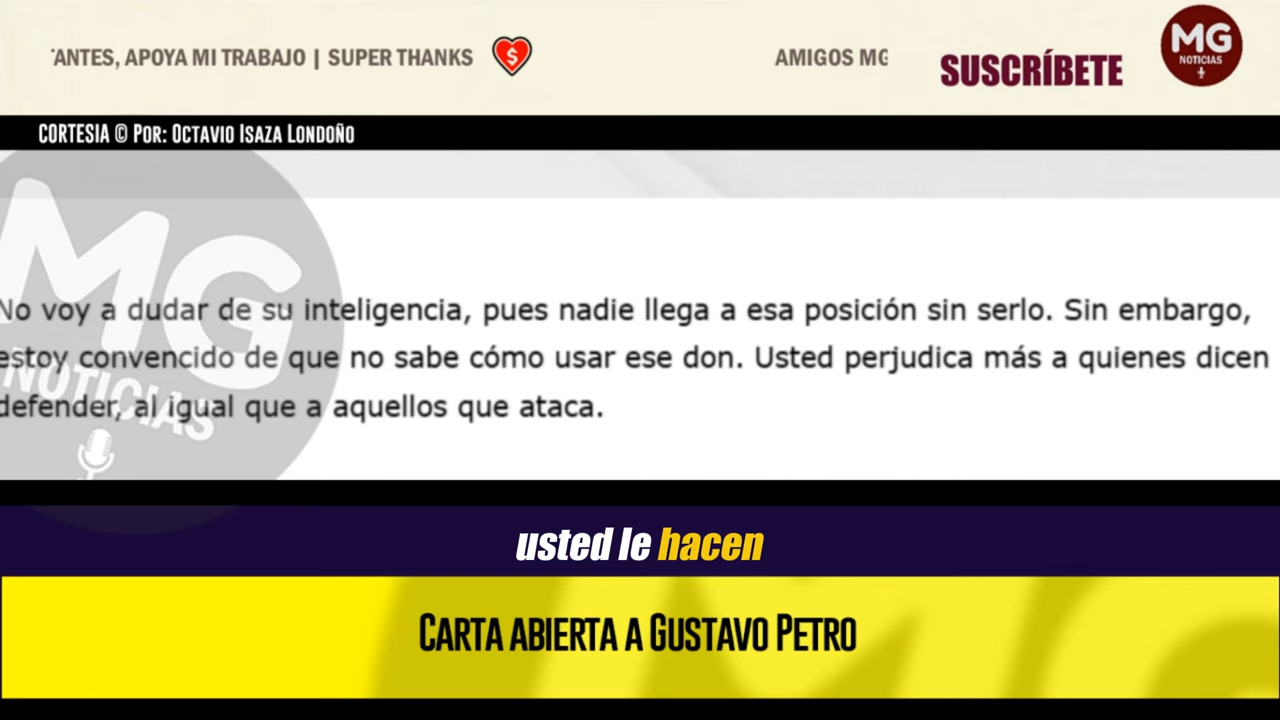 'ANTES, APOYA MI TRABAJO | SUPER THANKS
AMIGOS MG
SUSCRÍBETE
MG
NOTICIAS
CORTESIA © Por: Octavio Isaza Londoño
MG
NOTICIAS
No voy a dudar de su inteligencia, pues nadie llega a esa posición sin serlo. Sin embargo,
estoy convencido de que no sabe cómo usar ese don. Usted perjudica más a quienes dicen
defender, al igual que a aquellos que ataca.
usted le hacen
Carta abierta a Gustavo Petro